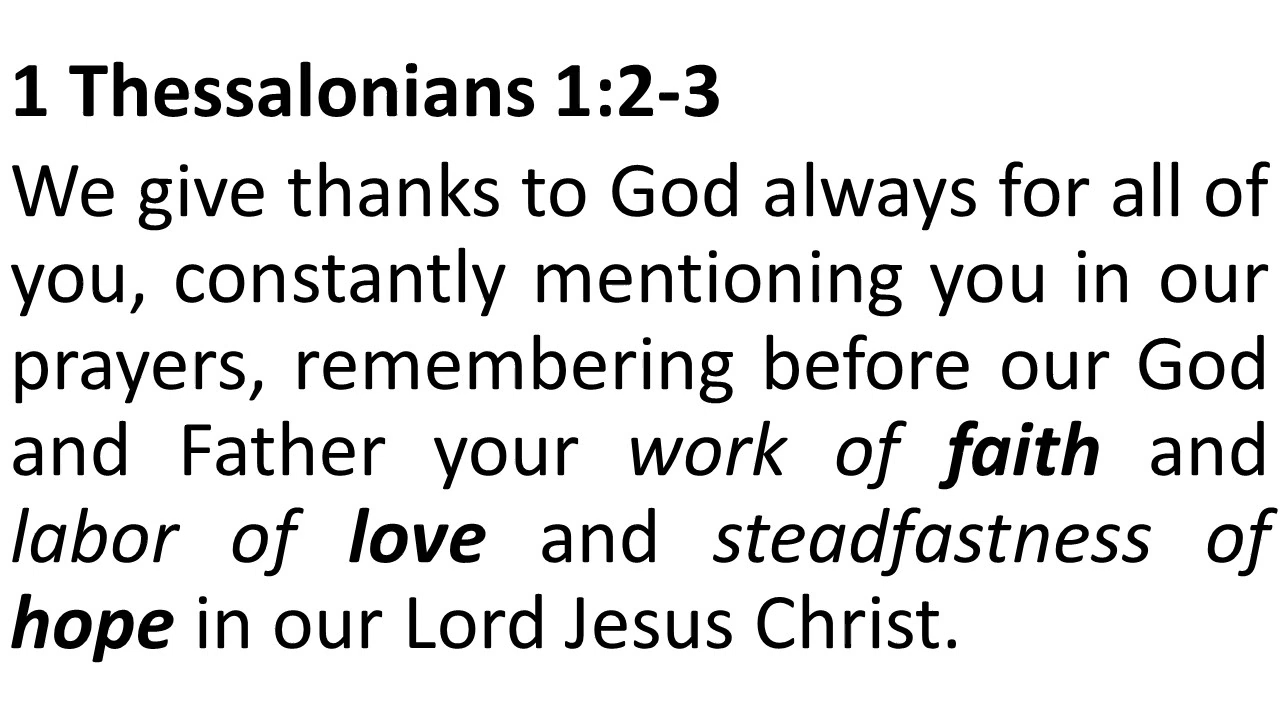 1 Thessalonians 1:2-3
We give thanks to God always for all of
you, constantly mentioning you in our
prayers, remembering before our God
and Father your work of faith and
labor of love and steadfastness of
hope in our Lord Jesus Christ.